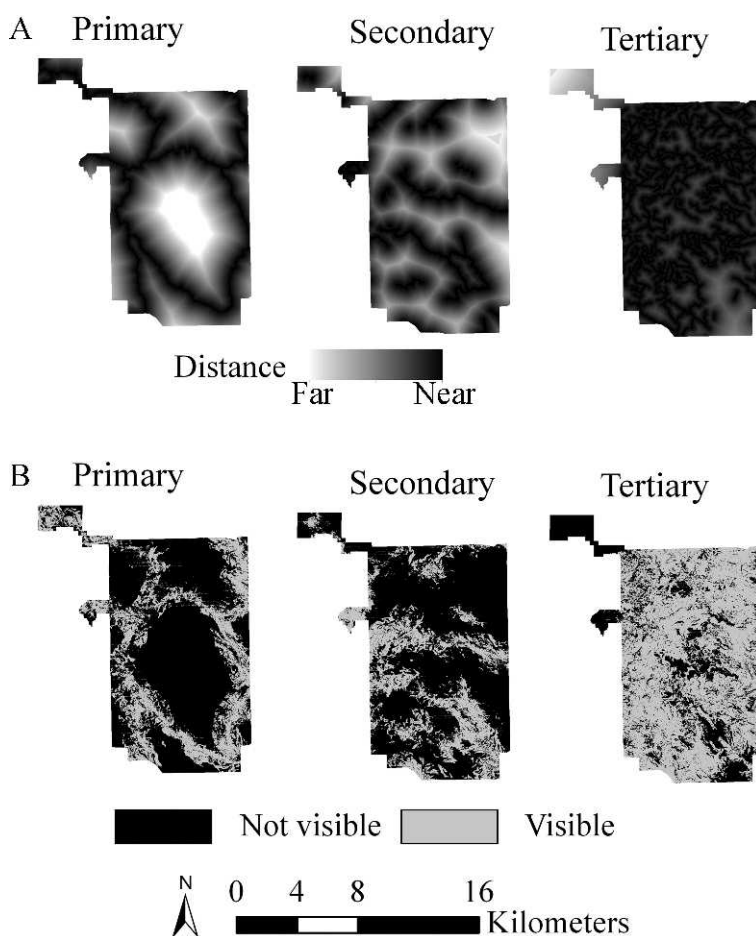 A Primary Secondary Tertiary
Distance
Far Near
B Primary Secondary Tertiary
Not visible Visible
N
0 4 8 16
Kilometers